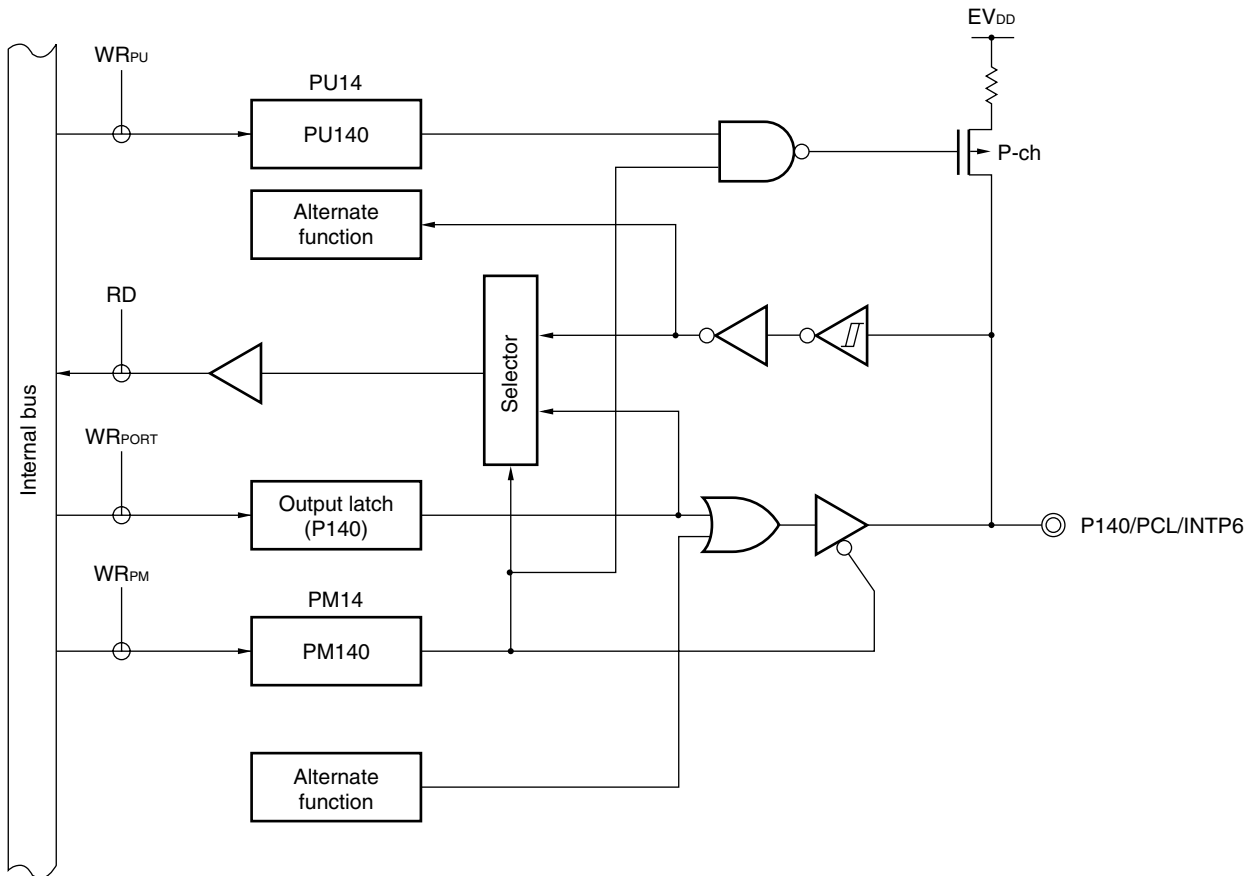 EVDD
WRPU
PU14
PU140
P-ch
Alternate
function
RD
Selector
Internal bus
WRPORT
Output latch
(P140)
P140/PCL/INTP6
WRPM
PM14
PM140
Alternate
function